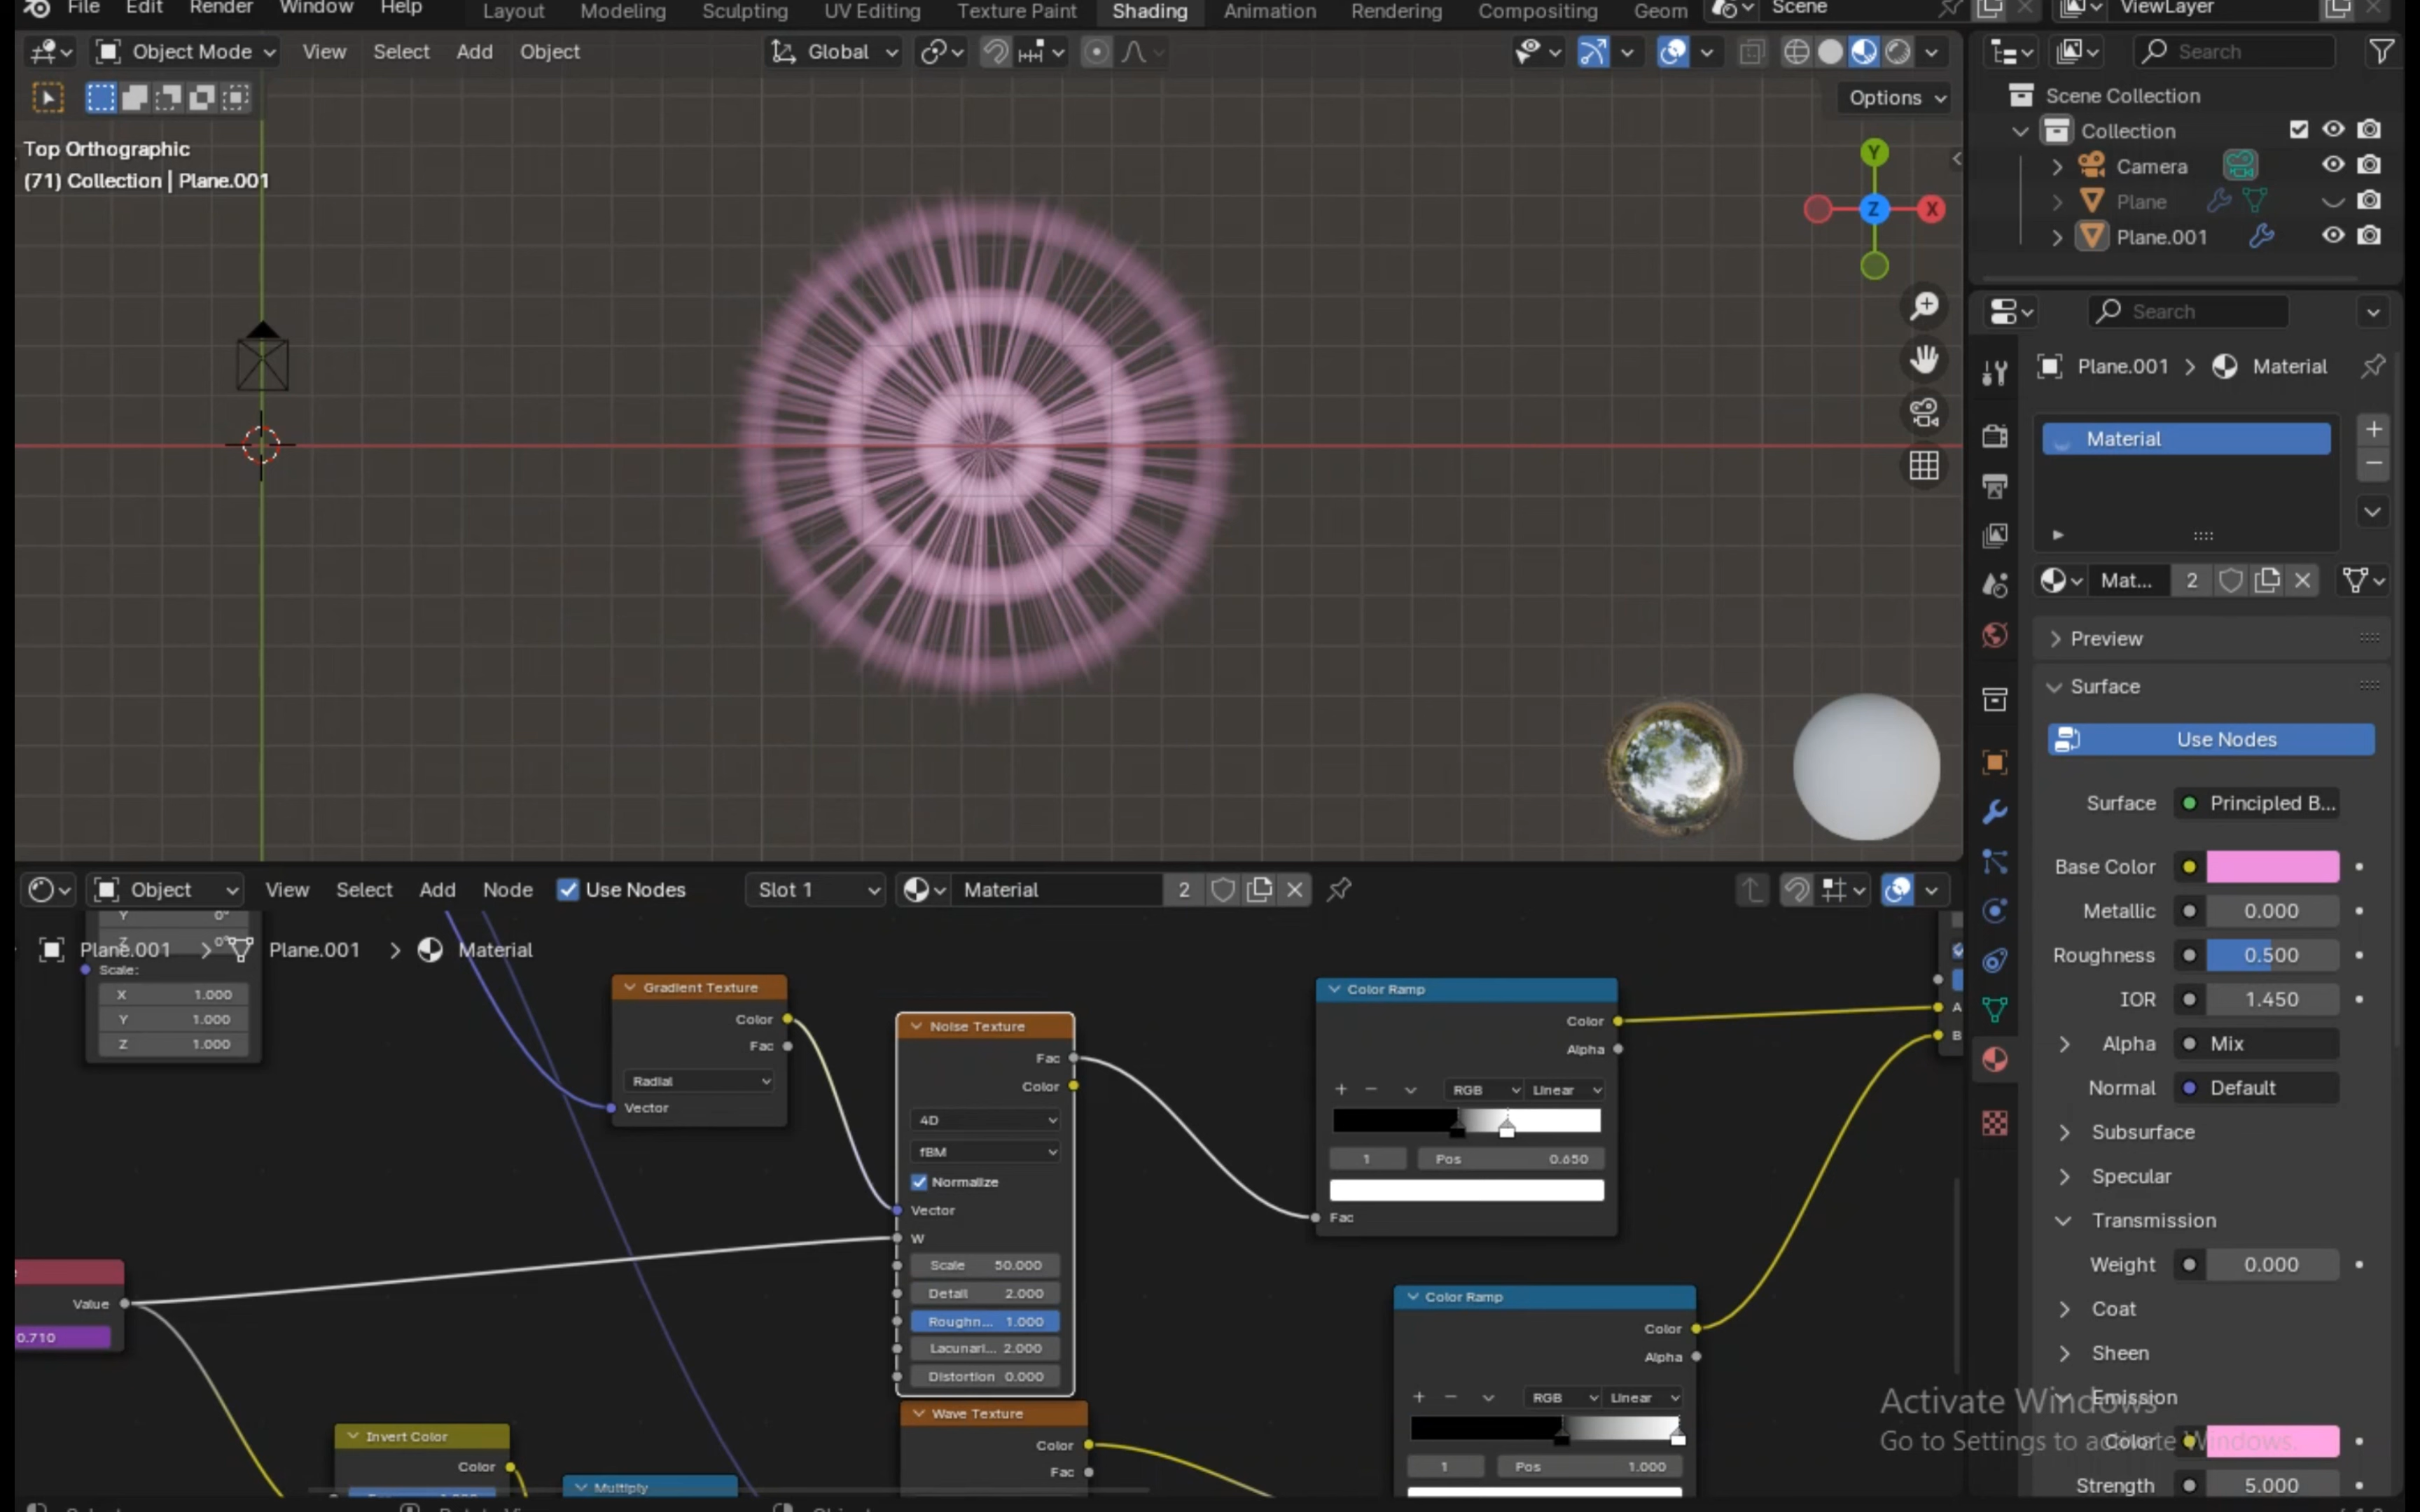 File Edit Render Window Help Layout Modeling Sculpting UV Editing Texture Paint Shading Animation Rendering Compositing Geom Scene ViewLayer
Object Mode View Select Add Object Global
Options
Top Orthographic
(71) Collection | Plane.001
Y
X
Z
Search
Scene Collection
Collection
Camera
Plane
Plane.001
Search
Plane.001 > Material
Material
Mat... 2
Preview
Surface
Use Nodes
Surface Principled B...
Base Color
Metallic 0.000
Roughness 0.500
IOR 1.450
Alpha Mix
Normal Default
Subsurface
Specular
Transmission
Weight 0.000
Coat
Sheen
Emission
Color
Strength 5.000
Activate Windows
Go to Settings to activate Windows.
Object View Select Add Node Use Nodes Slot 1 Material 2
Y 0°
Z 0°
Plane.001 > Plane.001 > Material
Scale:
X 1.000
Y 1.000
Z 1.000
Gradient Texture
Color
Fac
Radial
Vector
Noise Texture
Fac
Color
4D
fBM
Normalize
Vector
W
Scale 50.000
Detail 2.000
Roughn... 1.000
Lacunari... 2.000
Distortion 0.000
Color Ramp
Color
Alpha
RGB Linear
1 Pos 0.650
Fac
A
B
Value
0.710
Invert Color
Color
Multiply
Wave Texture
Color
Fac
Color Ramp
Color
Alpha
RGB Linear
1 Pos 1.000